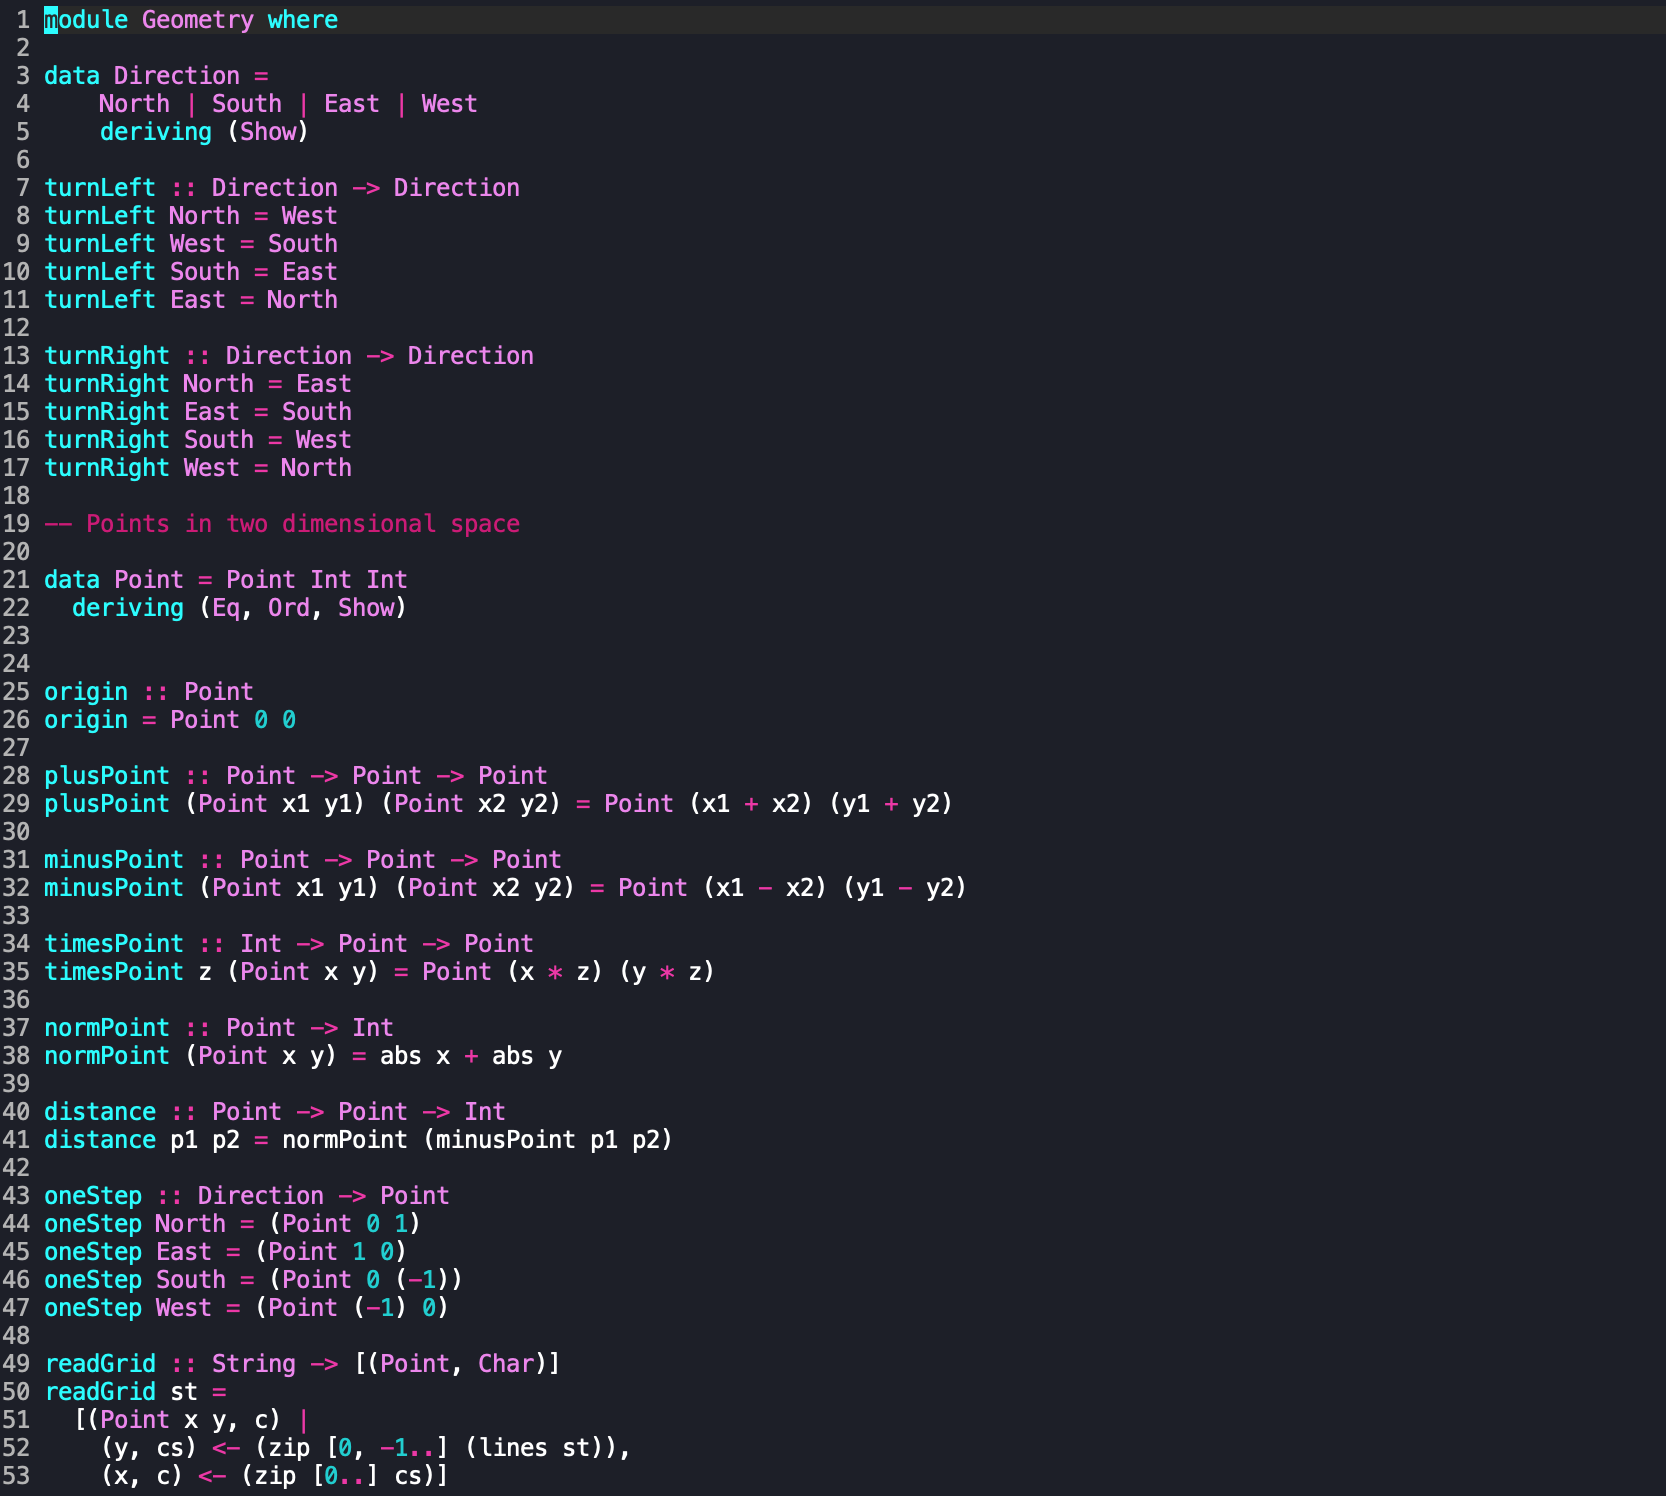 1 module Geometry where
2
3 data Direction =
4     North | South | East | West
5     deriving (Show)
6
7 turnLeft :: Direction -> Direction
8 turnLeft North = West
9 turnLeft West = South
10 turnLeft South = East
11 turnLeft East = North
12
13 turnRight :: Direction -> Direction
14 turnRight North = East
15 turnRight East = South
16 turnRight South = West
17 turnRight West = North
18
19 -- Points in two dimensional space
20
21 data Point = Point Int Int
22   deriving (Eq, Ord, Show)
23
24
25 origin :: Point
26 origin = Point 0 0
27
28 plusPoint :: Point -> Point -> Point
29 plusPoint (Point x1 y1) (Point x2 y2) = Point (x1 + x2) (y1 + y2)
30
31 minusPoint :: Point -> Point -> Point
32 minusPoint (Point x1 y1) (Point x2 y2) = Point (x1 - x2) (y1 - y2)
33
34 timesPoint :: Int -> Point -> Point
35 timesPoint z (Point x y) = Point (x * z) (y * z)
36
37 normPoint :: Point -> Int
38 normPoint (Point x y) = abs x + abs y
39
40 distance :: Point -> Point -> Int
41 distance p1 p2 = normPoint (minusPoint p1 p2)
42
43 oneStep :: Direction -> Point
44 oneStep North = (Point 0 1)
45 oneStep East = (Point 1 0)
46 oneStep South = (Point 0 (-1))
47 oneStep West = (Point (-1) 0)
48
49 readGrid :: String -> [(Point, Char)]
50 readGrid st =
51   [(Point x y, c) |
52     (y, cs) <- (zip [0, -1..] (lines st)),
53     (x, c) <- (zip [0..] cs)]